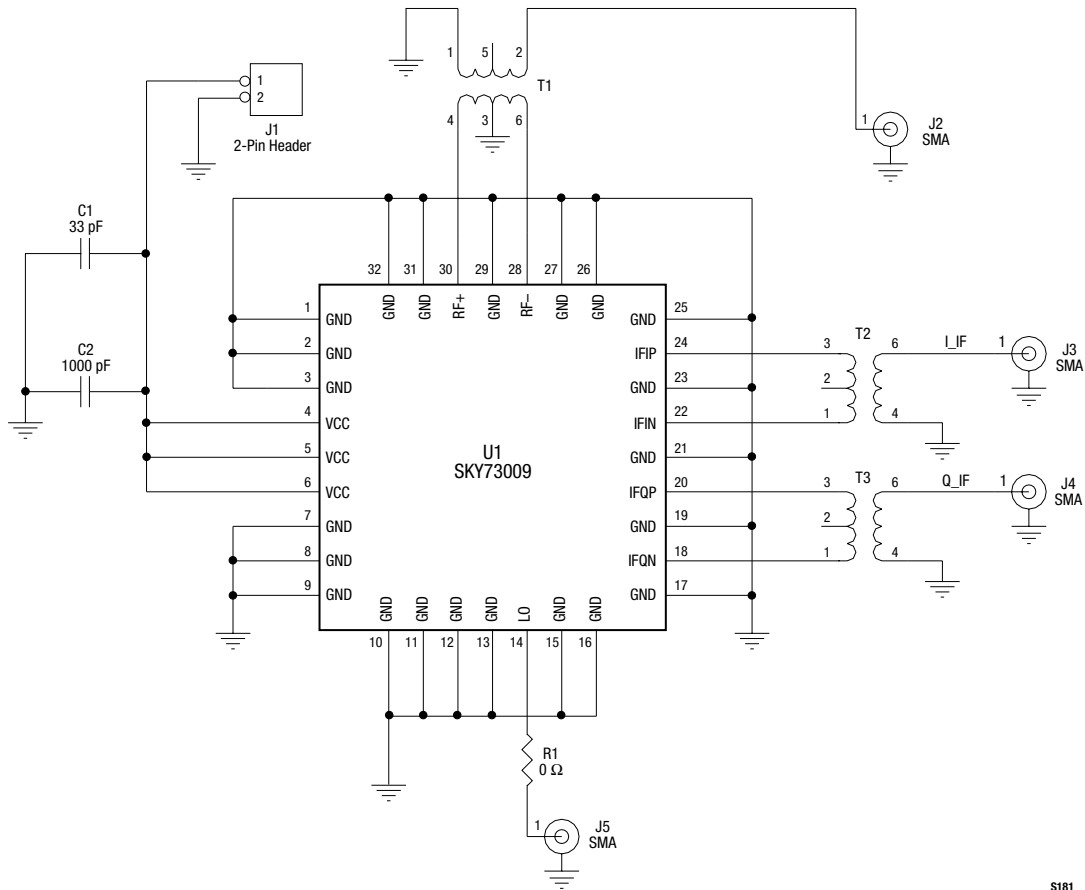 1 5 2
T1
4 3 6
1
2
J1
2-Pin Header
1
J2
SMA
C1
33 pF
C2
1000 pF
32 31 30 29 28 27 26
GND GND RF+ GND RF– GND GND
1 GND
2 GND
3 GND
4 VCC
5 VCC
6 VCC
7 GND
8 GND
9 GND
U1
SKY73009
GND 25
IFIP 24
GND 23
IFIN 22
GND 21
IFQP 20
GND 19
IFQN 18
GND 17
T2
3 6 I_IF 1
2
1 4
J3
SMA
T3
3 6 Q_IF 1
2
1 4
J4
SMA
GND GND GND GND LO GND GND
10 11 12 13 14 15 16
R1
0 Ω
1
J5
SMA
S181